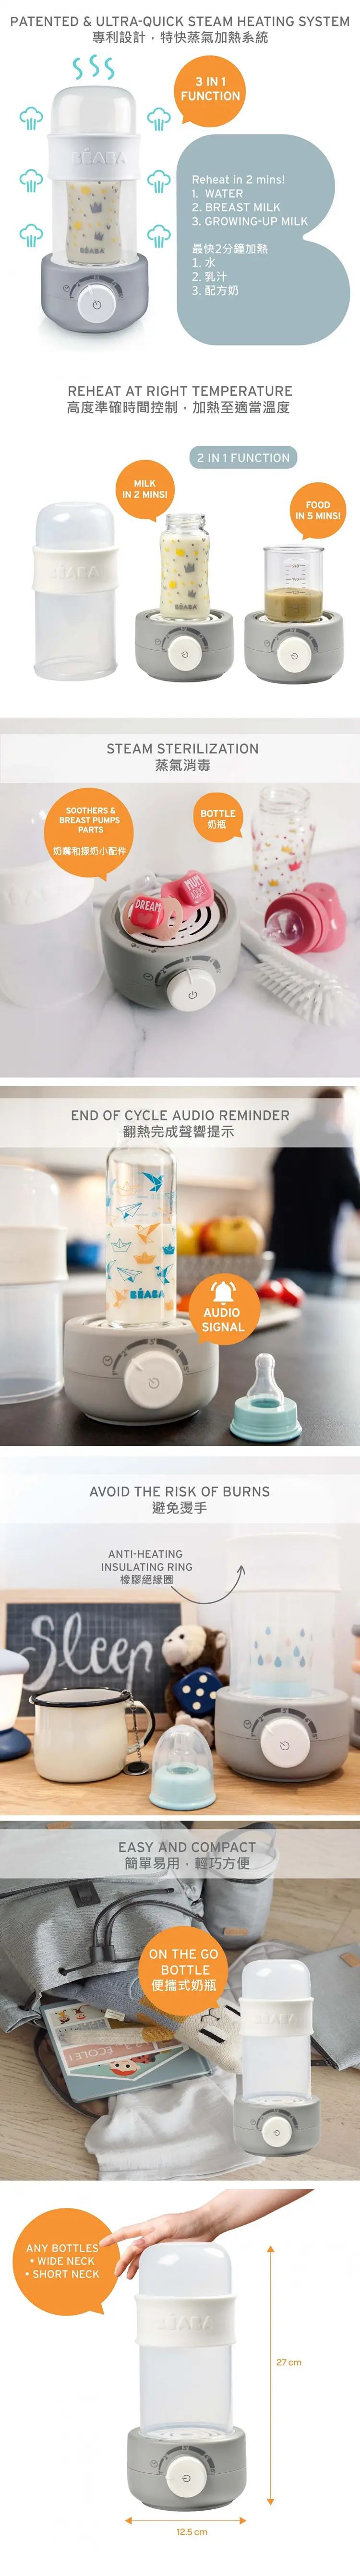 PATENTED & ULTRA-QUICK STEAM HEATING SYSTEM
專利設計，特快蒸氣加熱系統
3 IN 1
FUNCTION
BÉABA
BÉABA
Reheat in 2 mins!
1. WATER
2. BREAST MILK
3. GROWING-UP MILK
最快2分鐘加熱
1. 水
2. 乳汁
3. 配方奶
REHEAT AT RIGHT TEMPERATURE
高度準確時間控制，加熱至適當溫度
2 IN 1 FUNCTION
MILK
IN 2 MINS!
FOOD
IN 5 MINS!
BÉABA
BÉABA
STEAM STERILIZATION
蒸氣消毒
SOOTHERS &
BREAST PUMPS
PARTS
奶嘴和揼奶小配件
BOTTLE
奶瓶
DREAM
MUM
END OF CYCLE AUDIO REMINDER
翻熱完成聲響提示
BÉABA
AUDIO
SIGNAL
AVOID THE RISK OF BURNS
避免燙手
ANTI-HEATING
INSULATING RING
橡膠絕緣圈
Sleep
EASY AND COMPACT
簡單易用，輕巧方便
ON THE GO
BOTTLE
便攜式奶瓶
ÉCOLE
BÉABA
ANY BOTTLES
• WIDE NECK
• SHORT NECK
BÉABA
27 cm
12.5 cm